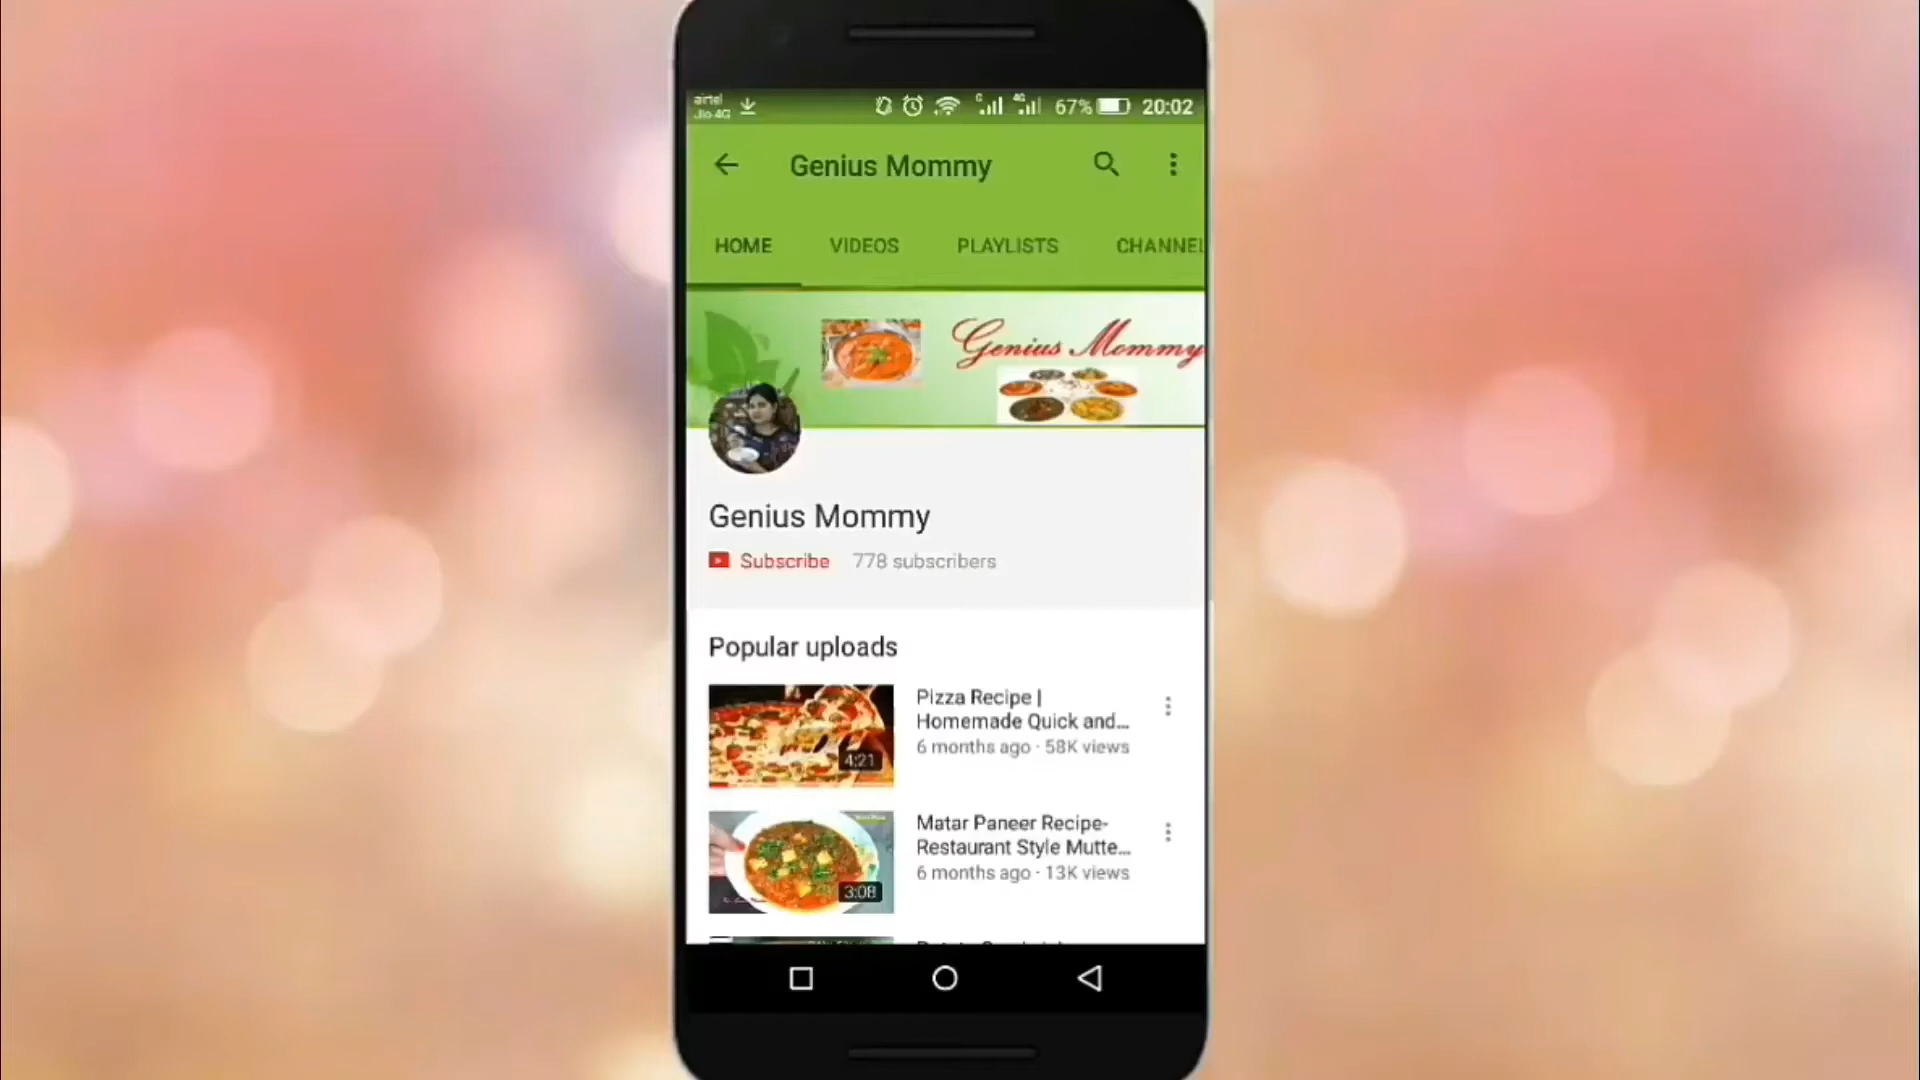 airtel
Jio 4G
G
4G
67%
20:02
Genius Mommy
HOME VIDEOS PLAYLISTS CHANNEL
Genius Mommy
Genius Mommy
Subscribe 778 subscribers
Popular uploads
Pizza Recipe |
Homemade Quick and...
6 months ago · 58K views
4:21
Matar Paneer Recipe-
Restaurant Style Mutte...
6 months ago · 13K views
3:08